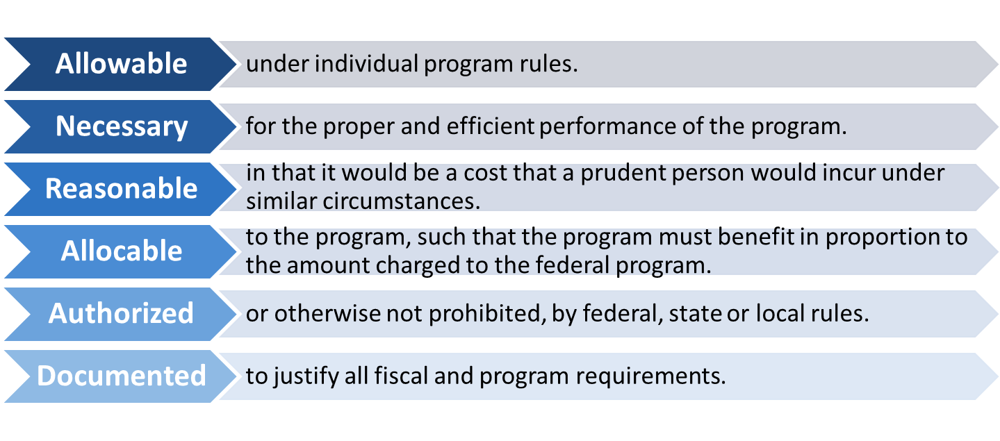 Allowable
under individual program rules.
Necessary
for the proper and efficient performance of the program.
Reasonable
in that it would be a cost that a prudent person would incur under
similar circumstances.
Allocable
to the program, such that the program must benefit in proportion to
the amount charged to the federal program.
Authorized
or otherwise not prohibited, by federal, state or local rules.
Documented
to justify all fiscal and program requirements.